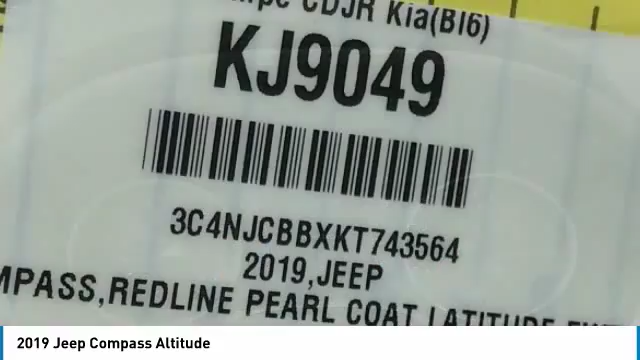 CDJR Kia(BI6)
KJ9049
3C4NJCBBXKT743564
2019,JEEP
MPASS,REDLINE PEARL COAT LATITUDE
2019 Jeep Compass Altitude